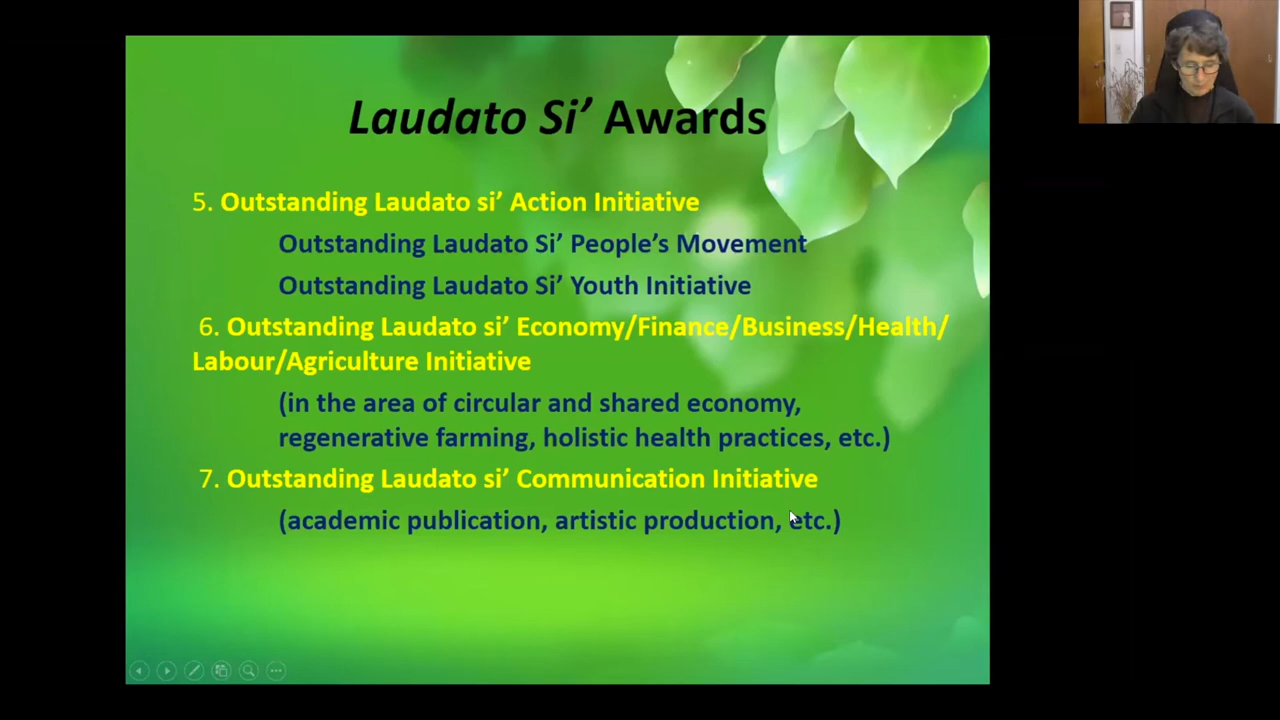 Laudato Si’ Awards
5. Outstanding Laudato si’ Action Initiative
Outstanding Laudato Si’ People’s Movement
Outstanding Laudato Si’ Youth Initiative
6. Outstanding Laudato si’ Economy/Finance/Business/Health/
Labour/Agriculture Initiative
(in the area of circular and shared economy,
regenerative farming, holistic health practices, etc.)
7. Outstanding Laudato si’ Communication Initiative
(academic publication, artistic production, etc.)